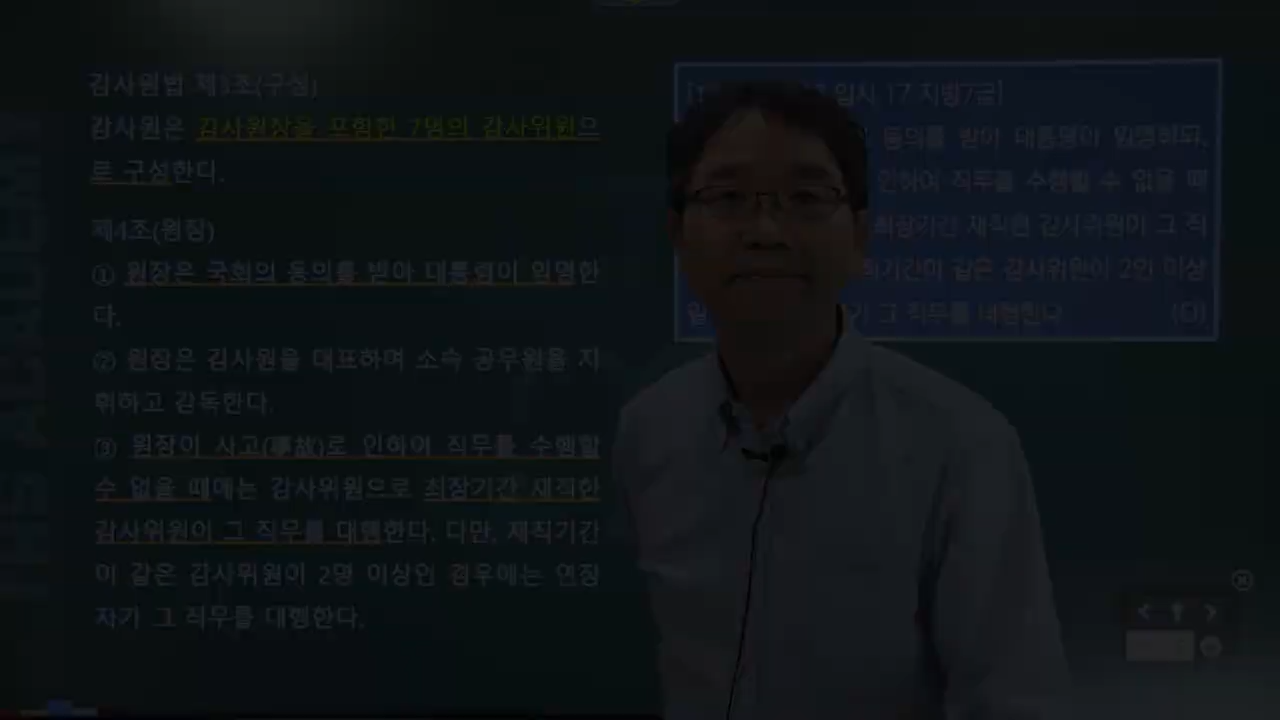 감사원법 제3조(구성)
감사원은 감사원장을 포함한 7명의 감사위원으
로 구성한다.
제4조(원장)
① 원장은 국회의 동의를 받아 대통령이 임명한
다.
② 원장은 감사원을 대표하며 소속 공무원을 지
휘하고 감독한다.
③ 원장이 사고(事故)로 인하여 직무를 수행할
수 없을 때에는 감사위원으로 최장기간 재직한
감사위원이 그 직무를 대행한다. 다만, 재직기간
이 같은 감사위원이 2명 이상인 경우에는 연장
자가 그 직무를 대행한다.
입시 17 지방7급]
동의를 받아 대통령이 임명하되,
인하여 직무를 수행할 수 없을 때
최장기간 재직한 감사위원이 그 직
같은 감사위원이 2인 이상
그 직무를 대행한다